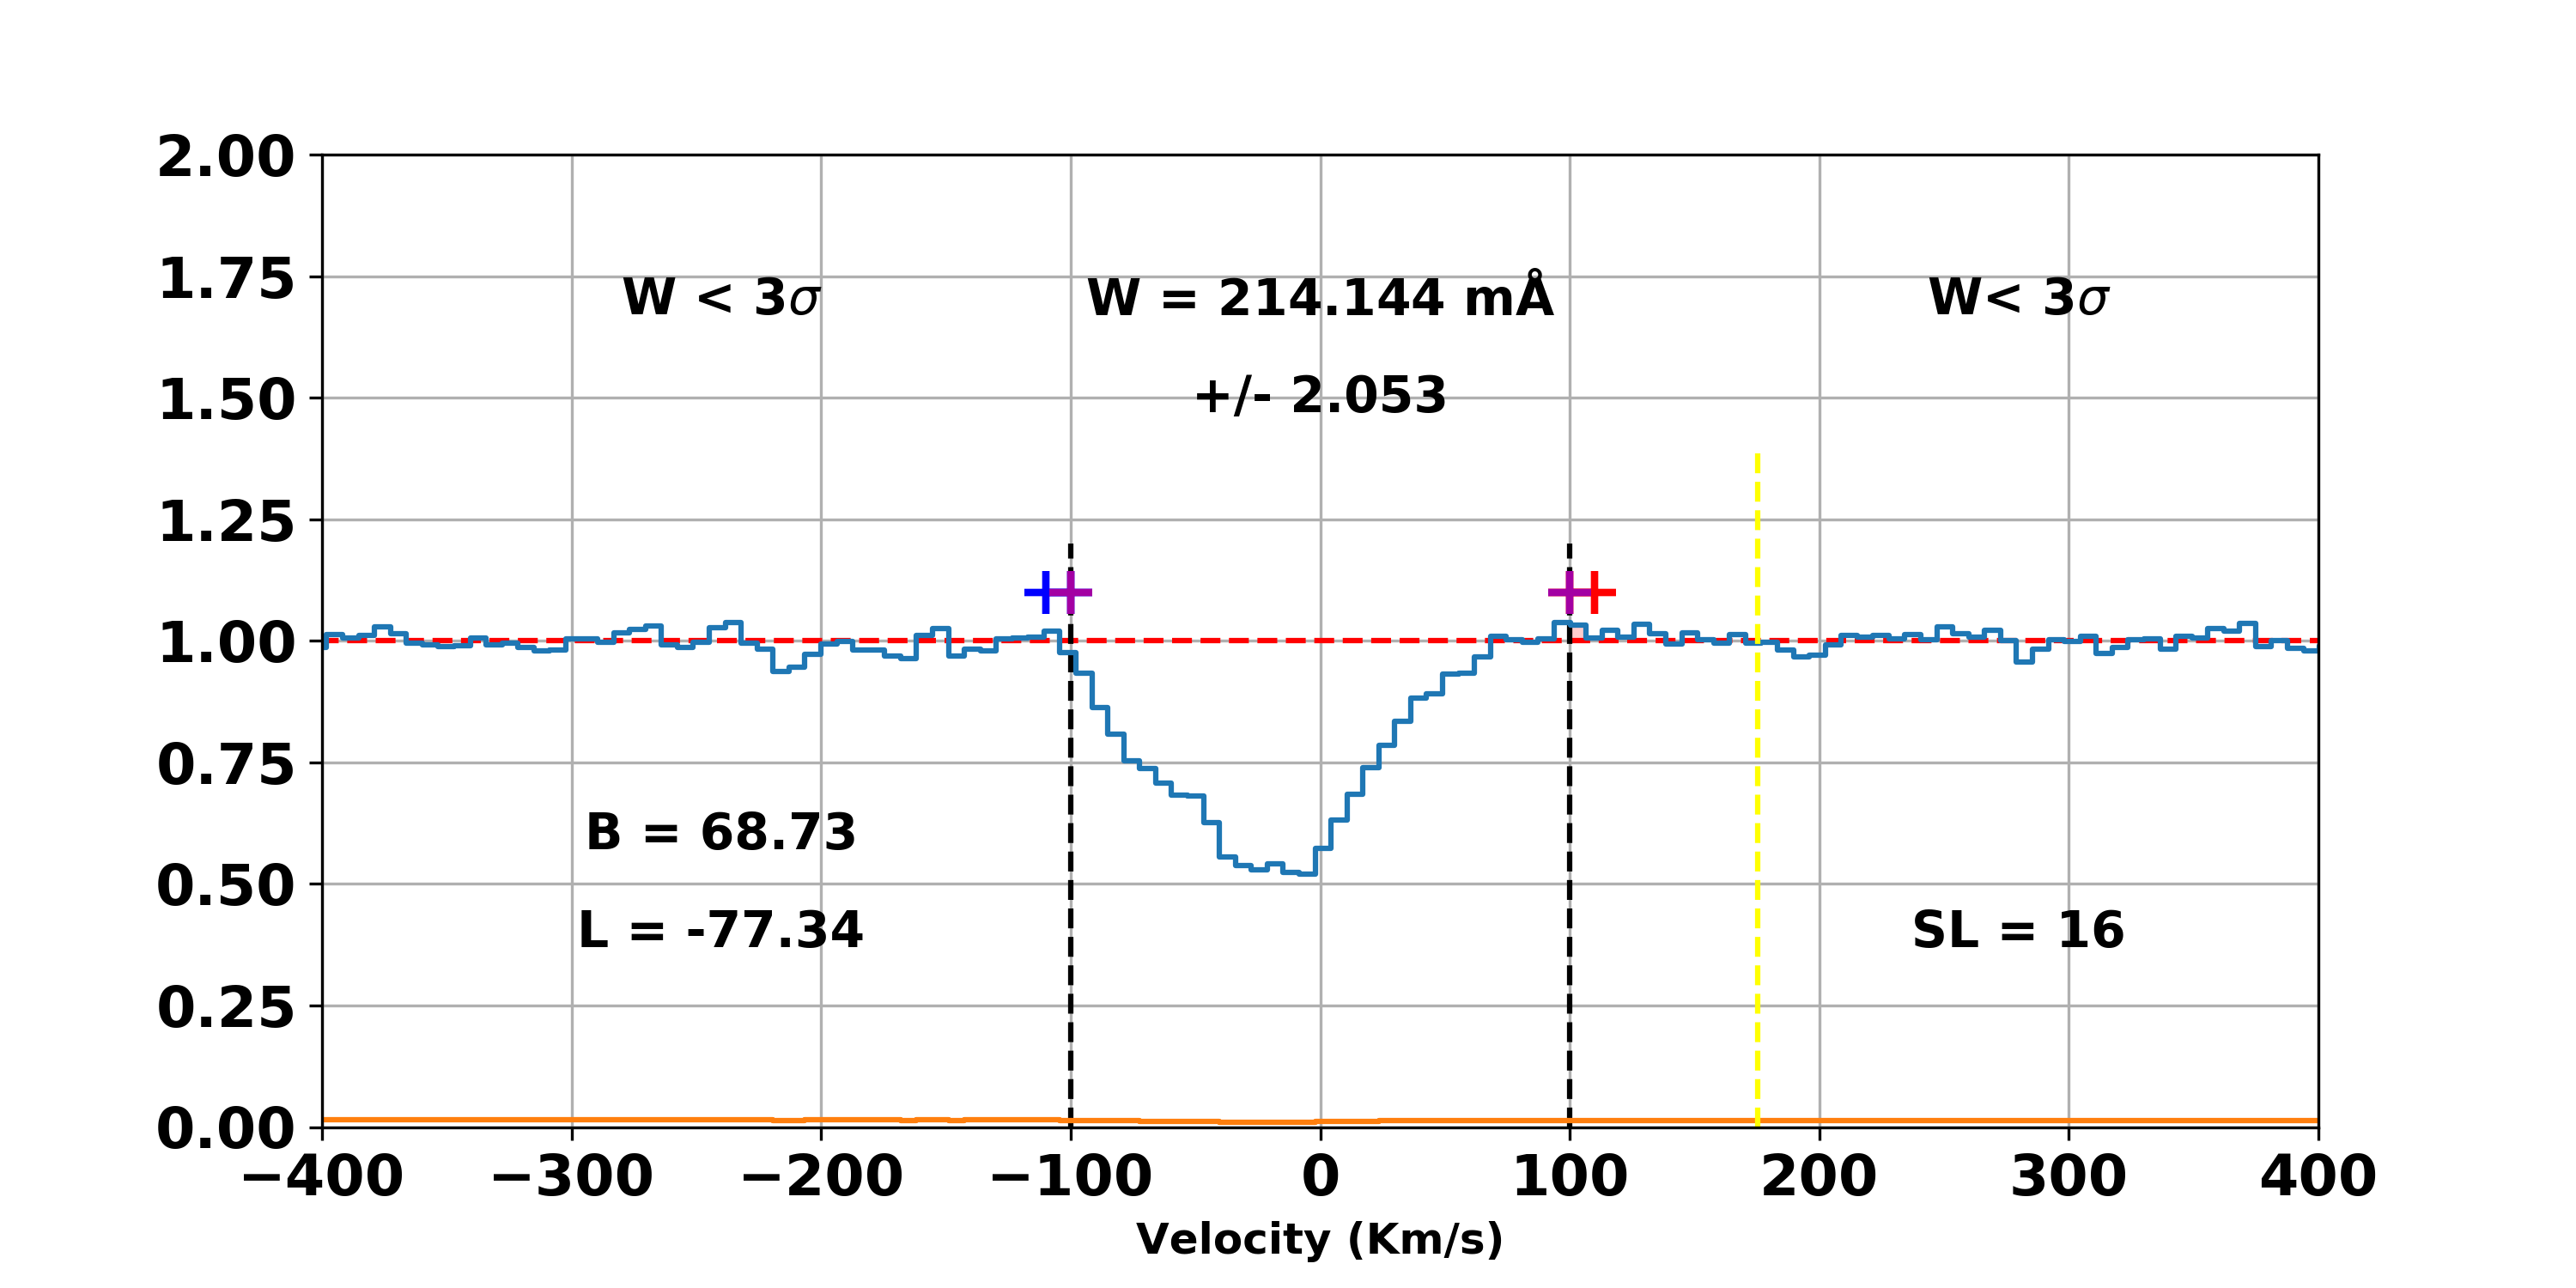 2.00
1.75
1.50
1.25
1.00
0.75
0.50
0.25
0.00
W < 3σ
W = 214.144 mÅ
+/- 2.053
W< 3σ
B = 68.73
L = -77.34
SL = 16
−400 −300 −200 −100 0 100 200 300 400
Velocity (Km/s)